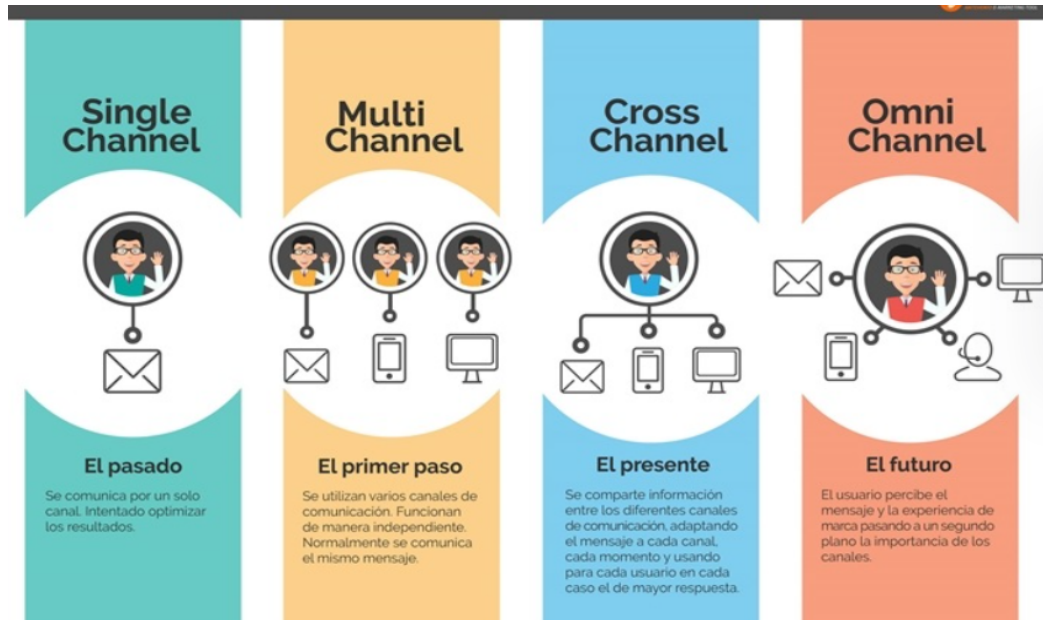 Single
Channel
El pasado
Se comunica por un solo
canal. Intentado optimizar
los resultados.
Multi
Channel
El primer paso
Se utilizan varios canales de
comunicación. Funcionan
de manera independiente.
Normalmente se comunica
el mismo mensaje.
Cross
Channel
El presente
Se comparte información
entre los diferentes canales
de comunicación, adaptando
el mensaje a cada canal,
cada momento y usando
para cada usuario en cada
caso el de mayor respuesta.
Omni
Channel
El futuro
El usuario percibe el
mensaje y la experiencia de
marca pasando a un segundo
plano la importancia de los
canales.